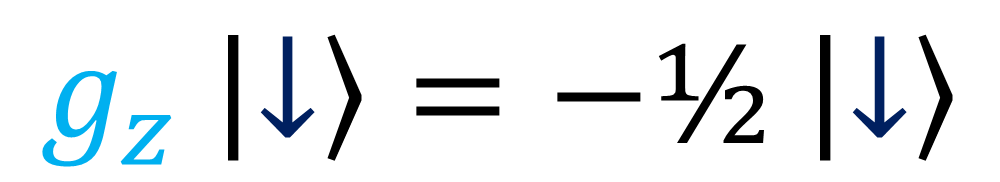 g_z |↓⟩ = −½ |↓⟩